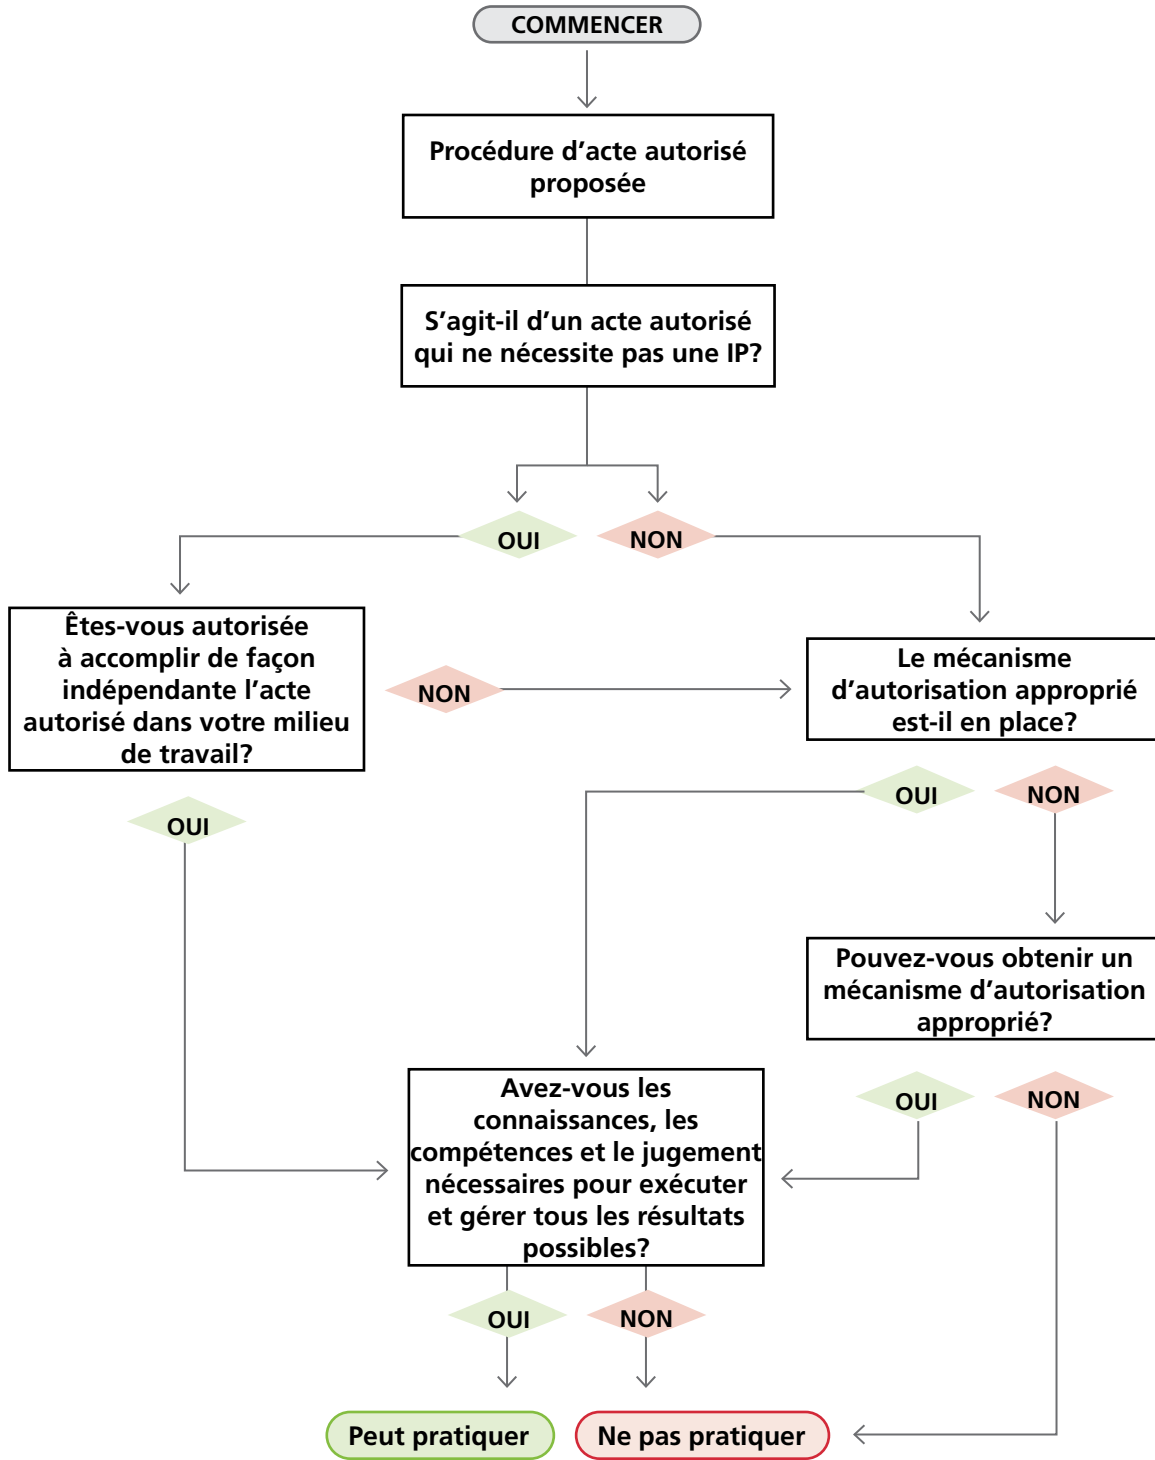 COMMENCER
Procédure d’acte autorisé
proposée
S’agit-il d’un acte autorisé
qui ne nécessite pas une IP?
OUI
NON
Êtes-vous autorisée
à accomplir de façon
indépendante l’acte
autorisé dans votre milieu
de travail?
NON
Le mécanisme
d’autorisation approprié
est-il en place?
OUI
OUI
NON
Pouvez-vous obtenir un
mécanisme d’autorisation
approprié?
OUI
NON
Avez-vous les
connaissances, les
compétences et le jugement
nécessaires pour exécuter
et gérer tous les résultats
possibles?
OUI
NON
Peut pratiquer
Ne pas pratiquer